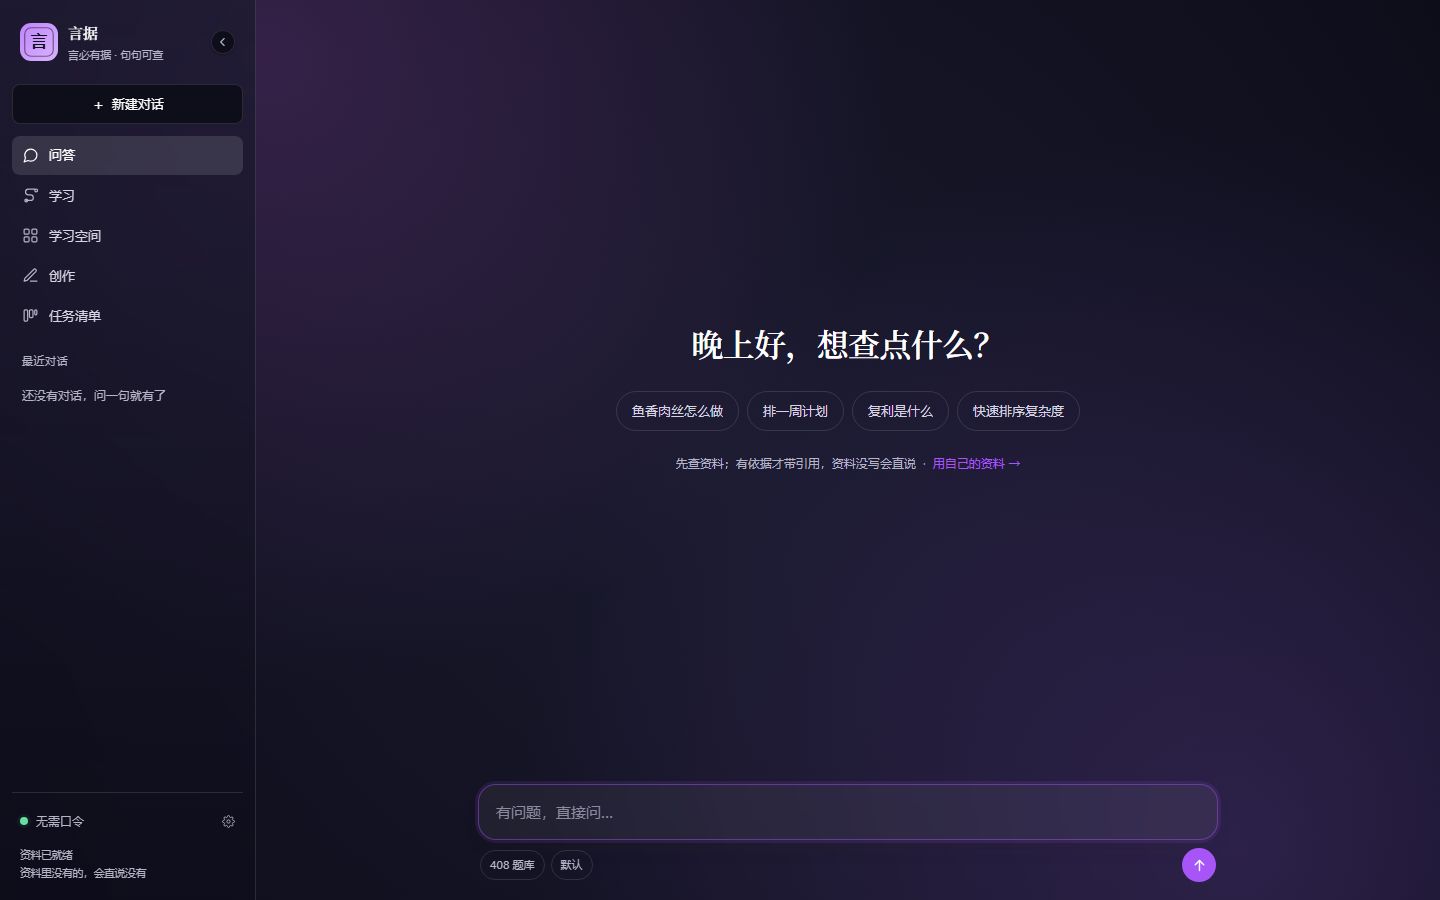 言
言据
言必有据 · 句句可查
+ 新建对话
问答
学习
学习空间
创作
任务清单
最近对话
还没有对话，问一句就有了
无需口令
资料已就绪
资料里没有的，会直说没有
晚上好，想查点什么？
鱼香肉丝怎么做
排一周计划
复利是什么
快速排序复杂度
先查资料；有依据才带引用，资料没写会直说 · 用自己的资料 →
有问题，直接问...
408 题库
默认